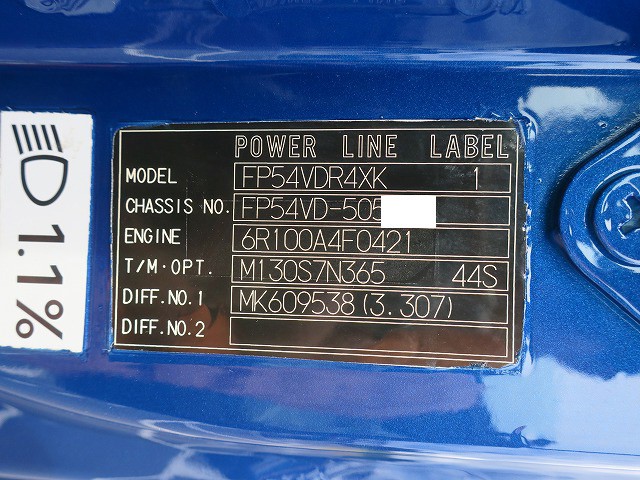 POWER LINE LABEL
MODEL FP54VDR4XK 1
CHASSIS NO. FP54VD-505
ENGINE 6R100A4F0421
T/M·OPT. M130S7N365 44S
DIFF.NO.1 MK609538(3.307)
DIFF.NO.2
1.1%